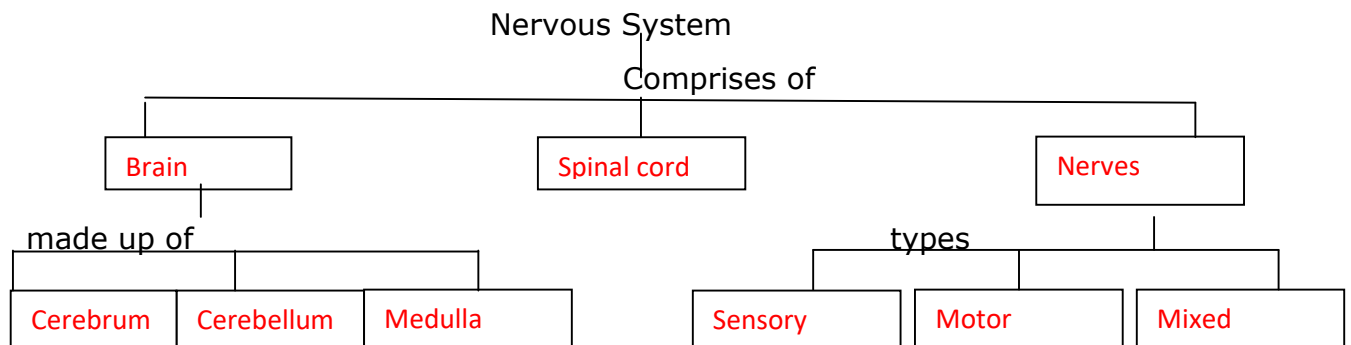 Nervous System
Comprises of
Brain
Spinal cord
Nerves
made up of
types
Cerebrum
Cerebellum
Medulla
Sensory
Motor
Mixed